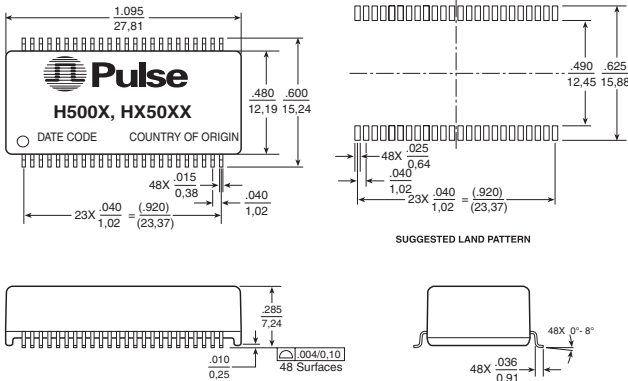 1.095
27,81
Pulse
H500X, HX50XX
DATE CODE COUNTRY OF ORIGIN
.480
12,19
.600
15,24
48X .015
0,38
.040
1,02
23X .040 = (.920)
1,02 (23,37)
.490
12,45
.625
15,88
48X .025
0,64
.040
1,02
23X .040 = (.920)
1,02 (23,37)
SUGGESTED LAND PATTERN
.285
7,24
.010
0,25
.004/0,10
48 Surfaces
48X 0°- 8°
48X .036
0,91